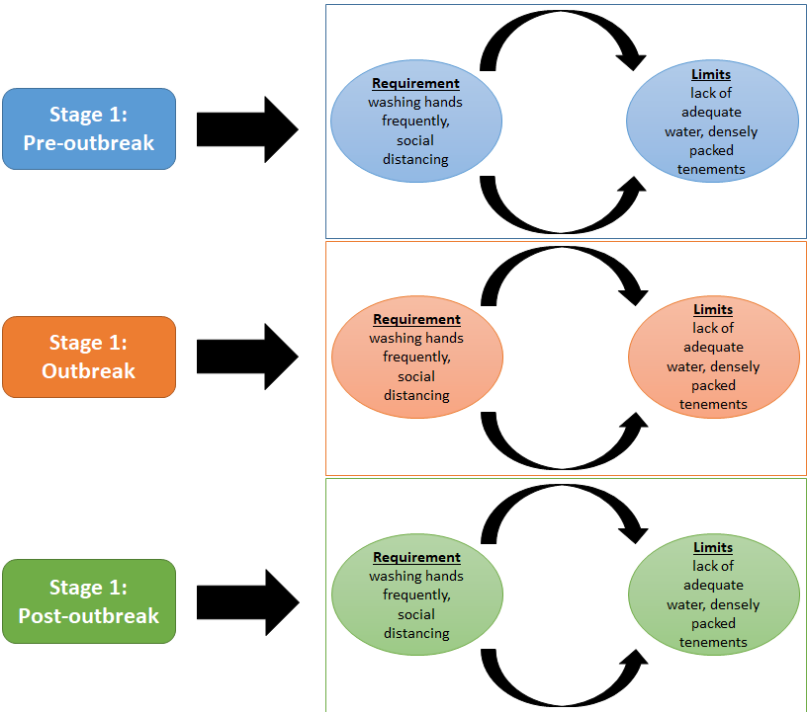 Stage 1:
Pre-outbreak
Requirement
washing hands
frequently,
social
distancing
Limits
lack of
adequate
water, densely
packed
tenements
Stage 1:
Outbreak
Requirement
washing hands
frequently,
social
distancing
Limits
lack of
adequate
water, densely
packed
tenements
Stage 1:
Post-outbreak
Requirement
washing hands
frequently,
social
distancing
Limits
lack of
adequate
water, densely
packed
tenements